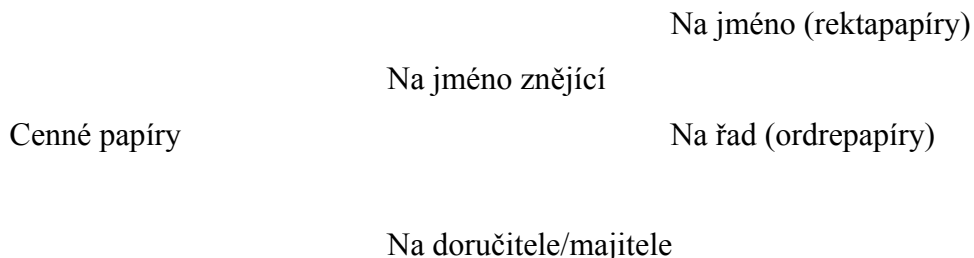 Na jméno (rektapapíry)
Na jméno znějící
Cenné papíry
Na řad (ordrepapíry)
Na doručitele/majitele